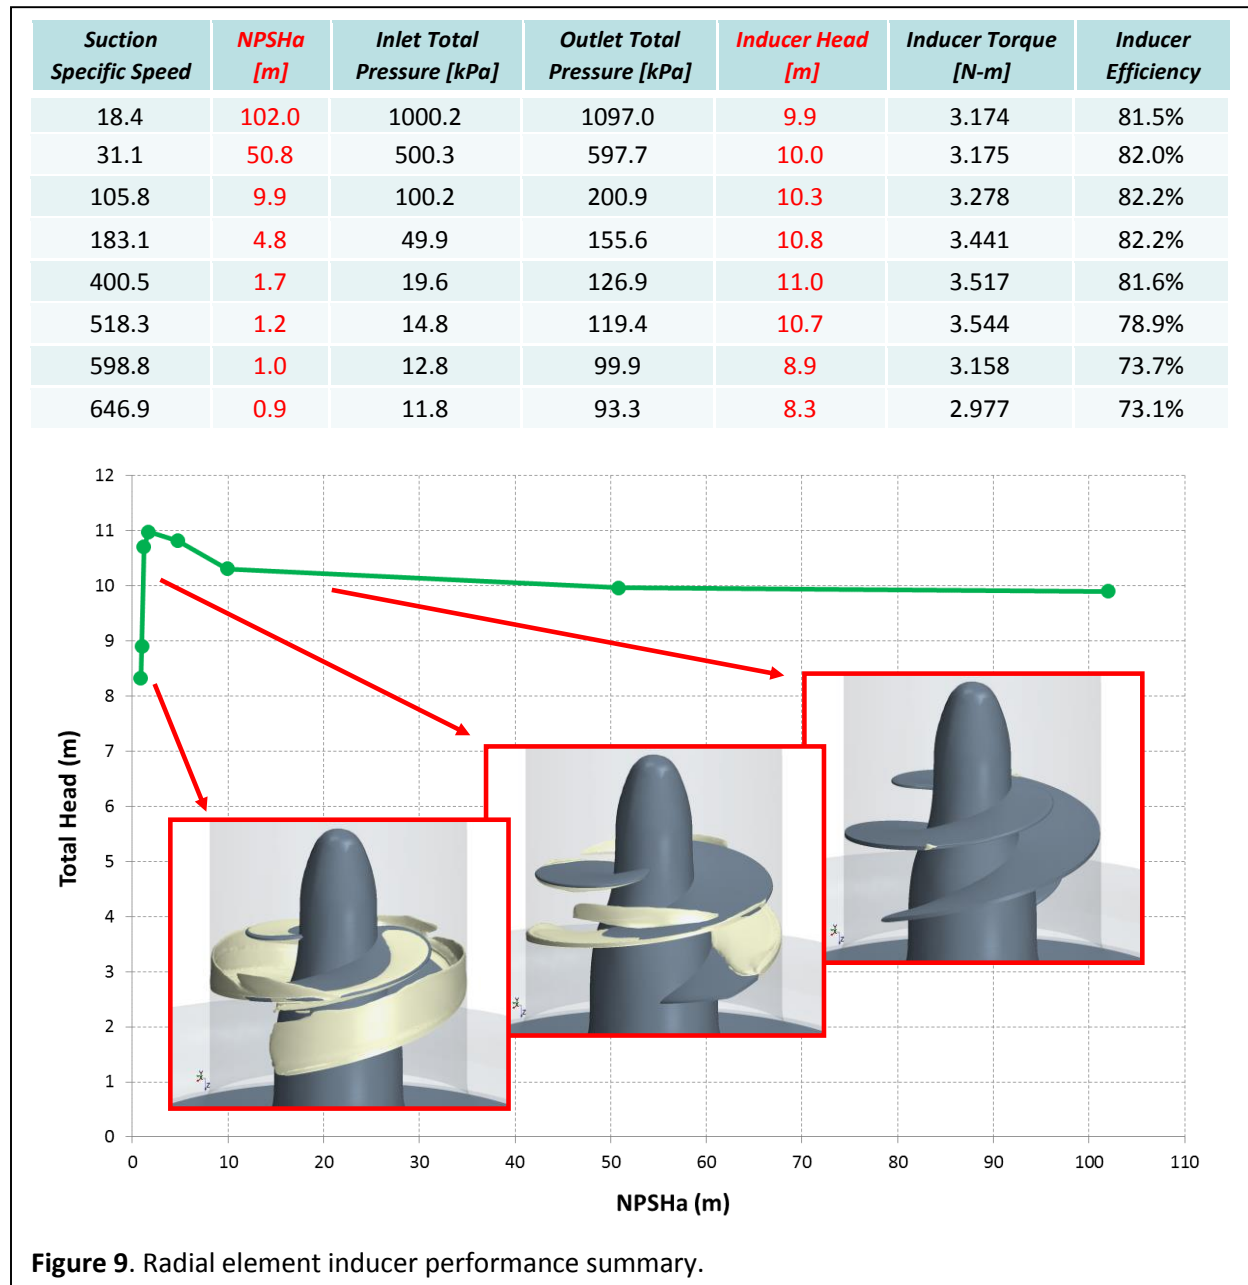 Suction Specific Speed NPSHa [m] Inlet Total Pressure [kPa] Outlet Total Pressure [kPa] Inducer Head [m] Inducer Torque [N-m] Inducer Efficiency
18.4 102.0 1000.2 1097.0 9.9 3.174 81.5%
31.1 50.8 500.3 597.7 10.0 3.175 82.0%
105.8 9.9 100.2 200.9 10.3 3.278 82.2%
183.1 4.8 49.9 155.6 10.8 3.441 82.2%
400.5 1.7 19.6 126.9 11.0 3.517 81.6%
518.3 1.2 14.8 119.4 10.7 3.544 78.9%
598.8 1.0 12.8 99.9 8.9 3.158 73.7%
646.9 0.9 11.8 93.3 8.3 2.977 73.1%
Total Head (m)
12
11
10
9
8
7
6
5
4
3
2
1
0
0 10 20 30 40 50 60 70 80 90 100 110
NPSHa (m)
Figure 9. Radial element inducer performance summary.